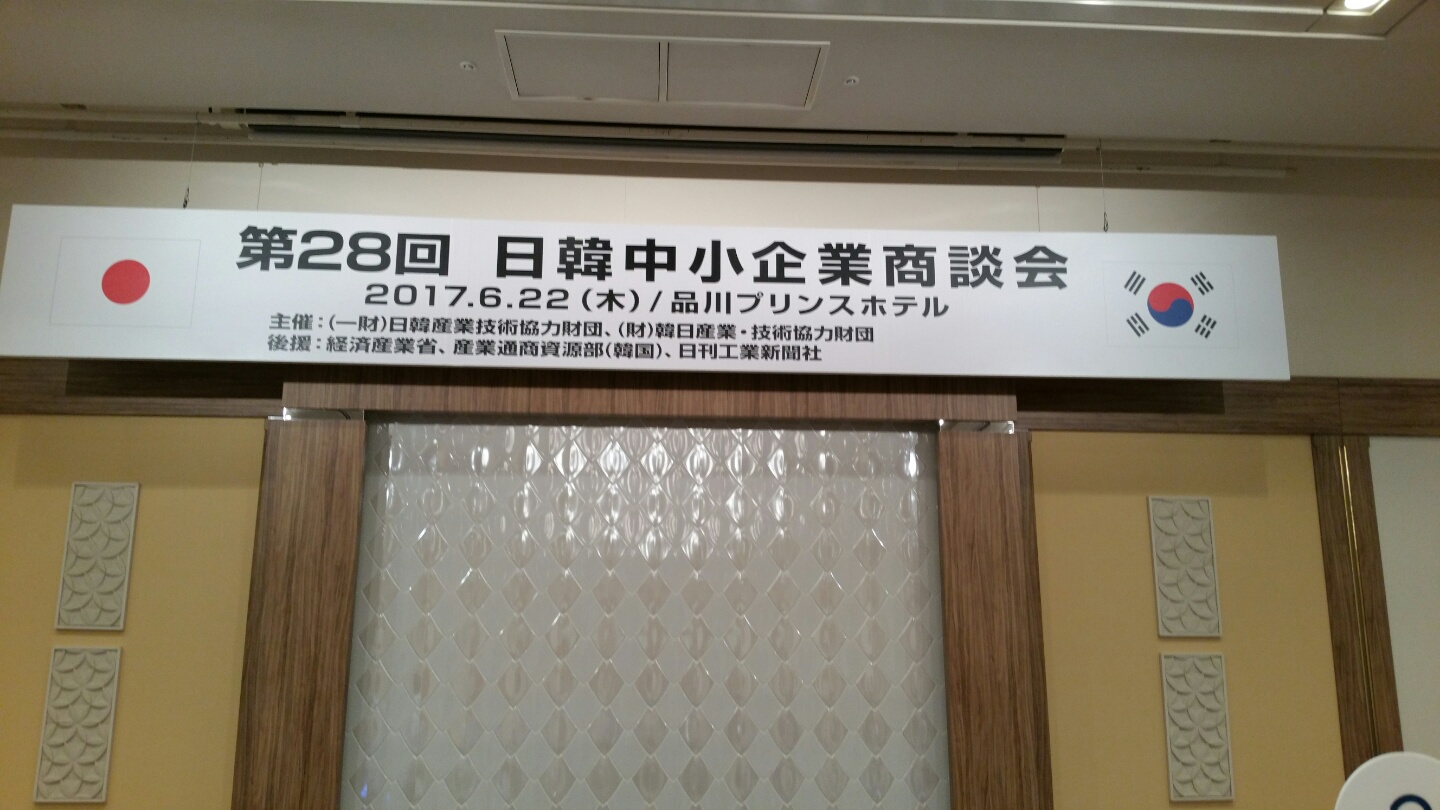 第28回 日韓中小企業商談会
2017.6.22(木)/品川プリンスホテル
主催:(一財)日韓産業技術協力財団、(財)韓日産業・技術協力財団
後援:経済産業省、産業通商資源部(韓国)、日刊工業新聞社